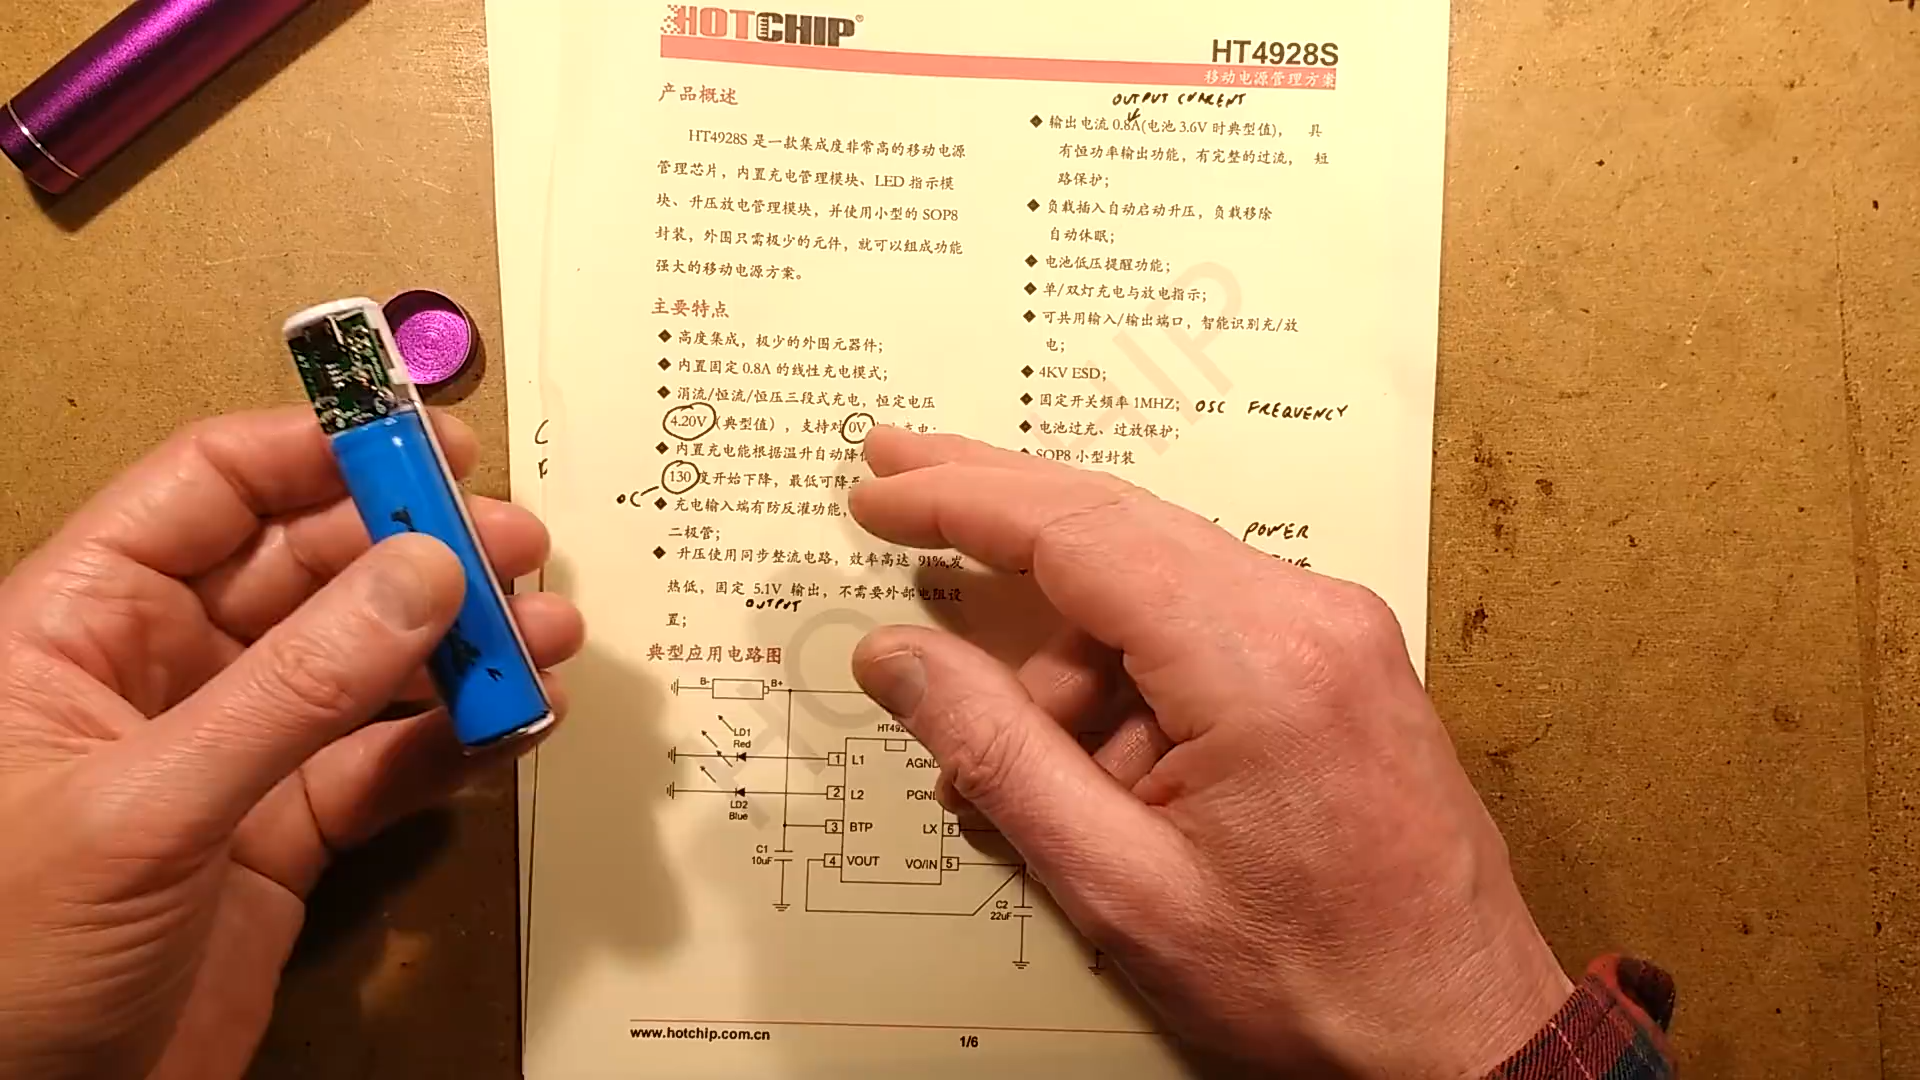 HOTCHIP®
HT4928S
移动电源管理方案
产品概述
HT4928S 是一款集成度非常高的移动电源
管理芯片，内置充电管理模块、LED 指示模
块、升压放电管理模块，并使用小型的 SOP8
封装，外围只需极少的元件，就可以组成功能
强大的移动电源方案。
主要特点
◆ 高度集成，极少的外围元器件；
◆ 内置固定 0.8A 的线性充电模式；
◆ 涓流/恒流/恒压三段式充电，恒定电压
4.20V（典型值），支持对 0V
◆ 内置充电能根据温升自动降
130 度开始下降，最低可降至
°C
◆ 充电输入端有防反灌功能，
二极管；
◆ 升压使用同步整流电路，效率高达 91%,发
热低，固定 5.1V 输出，不需要外部电阻设
OUTPUT
置；
OUTPUT CURRENT
◆ 输出电流 0.8A(电池 3.6V 时典型值)， 具
有恒功率输出功能，有完整的过流， 短
路保护；
◆ 负载插入自动启动升压，负载移除
自动休眠；
◆ 电池低压提醒功能；
◆ 单/双灯充电与放电指示；
◆ 可共用输入/输出端口，智能识别充/放
电；
◆ 4KV ESD；
◆ 固定开关频率 1MHZ； OSC FREQUENCY
◆ 电池过充、过放保护；
SOP8 小型封装
POWER
典型应用电路图
B- B+
LD1
Red
LD2
Blue
C1
10uF
HT492
1 L1
2 L2
3 BTP
4 VOUT
AGND
PGND
LX 6
VO/IN 5
C2
22uF
www.hotchip.com.cn
1/6